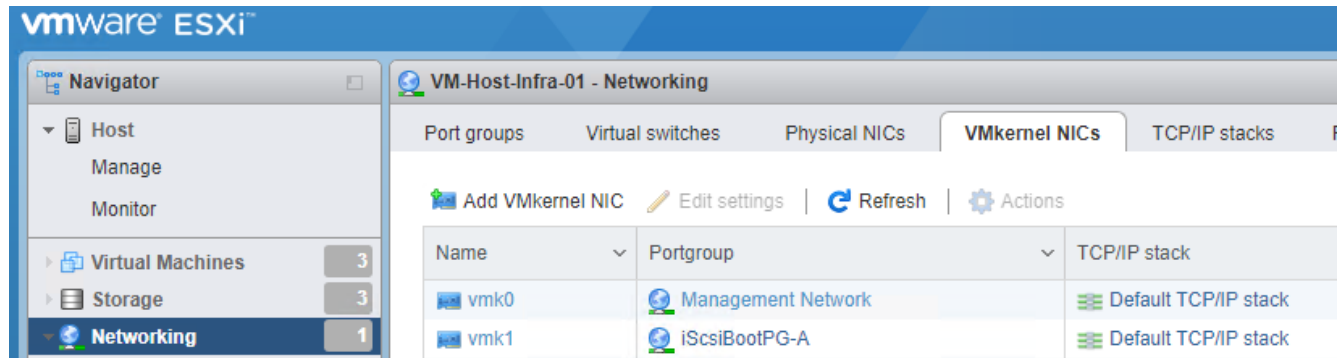 vmware ESXi™
Navigator
VM-Host-Infra-01 - Networking
Host
Manage
Monitor
Virtual Machines 3
Storage 3
Networking 1
Port groups Virtual switches Physical NICs VMkernel NICs TCP/IP stacks
Add VMkernel NIC Edit settings Refresh Actions
Name Portgroup TCP/IP stack
vmk0 Management Network Default TCP/IP stack
vmk1 iScsiBootPG-A Default TCP/IP stack